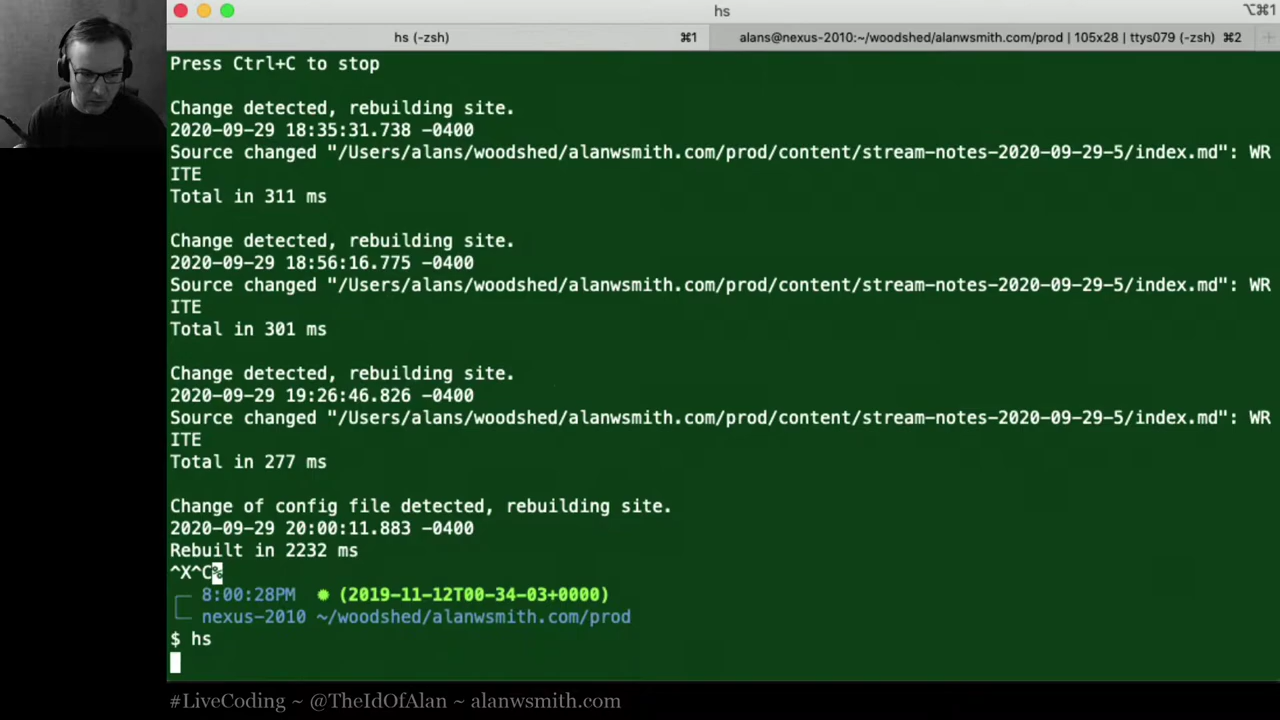 hs
⌥⌘1
hs (-zsh) ⌘1
alans@nexus-2010:~/woodshed/alanwsmith.com/prod | 105x28 | ttys079 (-zsh) ⌘2 +
Press Ctrl+C to stop
Change detected, rebuilding site.
2020-09-29 18:35:31.738 -0400
Source changed "/Users/alans/woodshed/alanwsmith.com/prod/content/stream-notes-2020-09-29-5/index.md": WR
ITE
Total in 311 ms
Change detected, rebuilding site.
2020-09-29 18:56:16.775 -0400
Source changed "/Users/alans/woodshed/alanwsmith.com/prod/content/stream-notes-2020-09-29-5/index.md": WR
ITE
Total in 301 ms
Change detected, rebuilding site.
2020-09-29 19:26:46.826 -0400
Source changed "/Users/alans/woodshed/alanwsmith.com/prod/content/stream-notes-2020-09-29-5/index.md": WR
ITE
Total in 277 ms
Change of config file detected, rebuilding site.
2020-09-29 20:00:11.883 -0400
Rebuilt in 2232 ms
^X^C%
8:00:28PM ✹ (2019-11-12T00-34-03+0000)
nexus-2010 ~/woodshed/alanwsmith.com/prod
$ hs
#LiveCoding ~ @TheIdOfAlan ~ alanwsmith.com